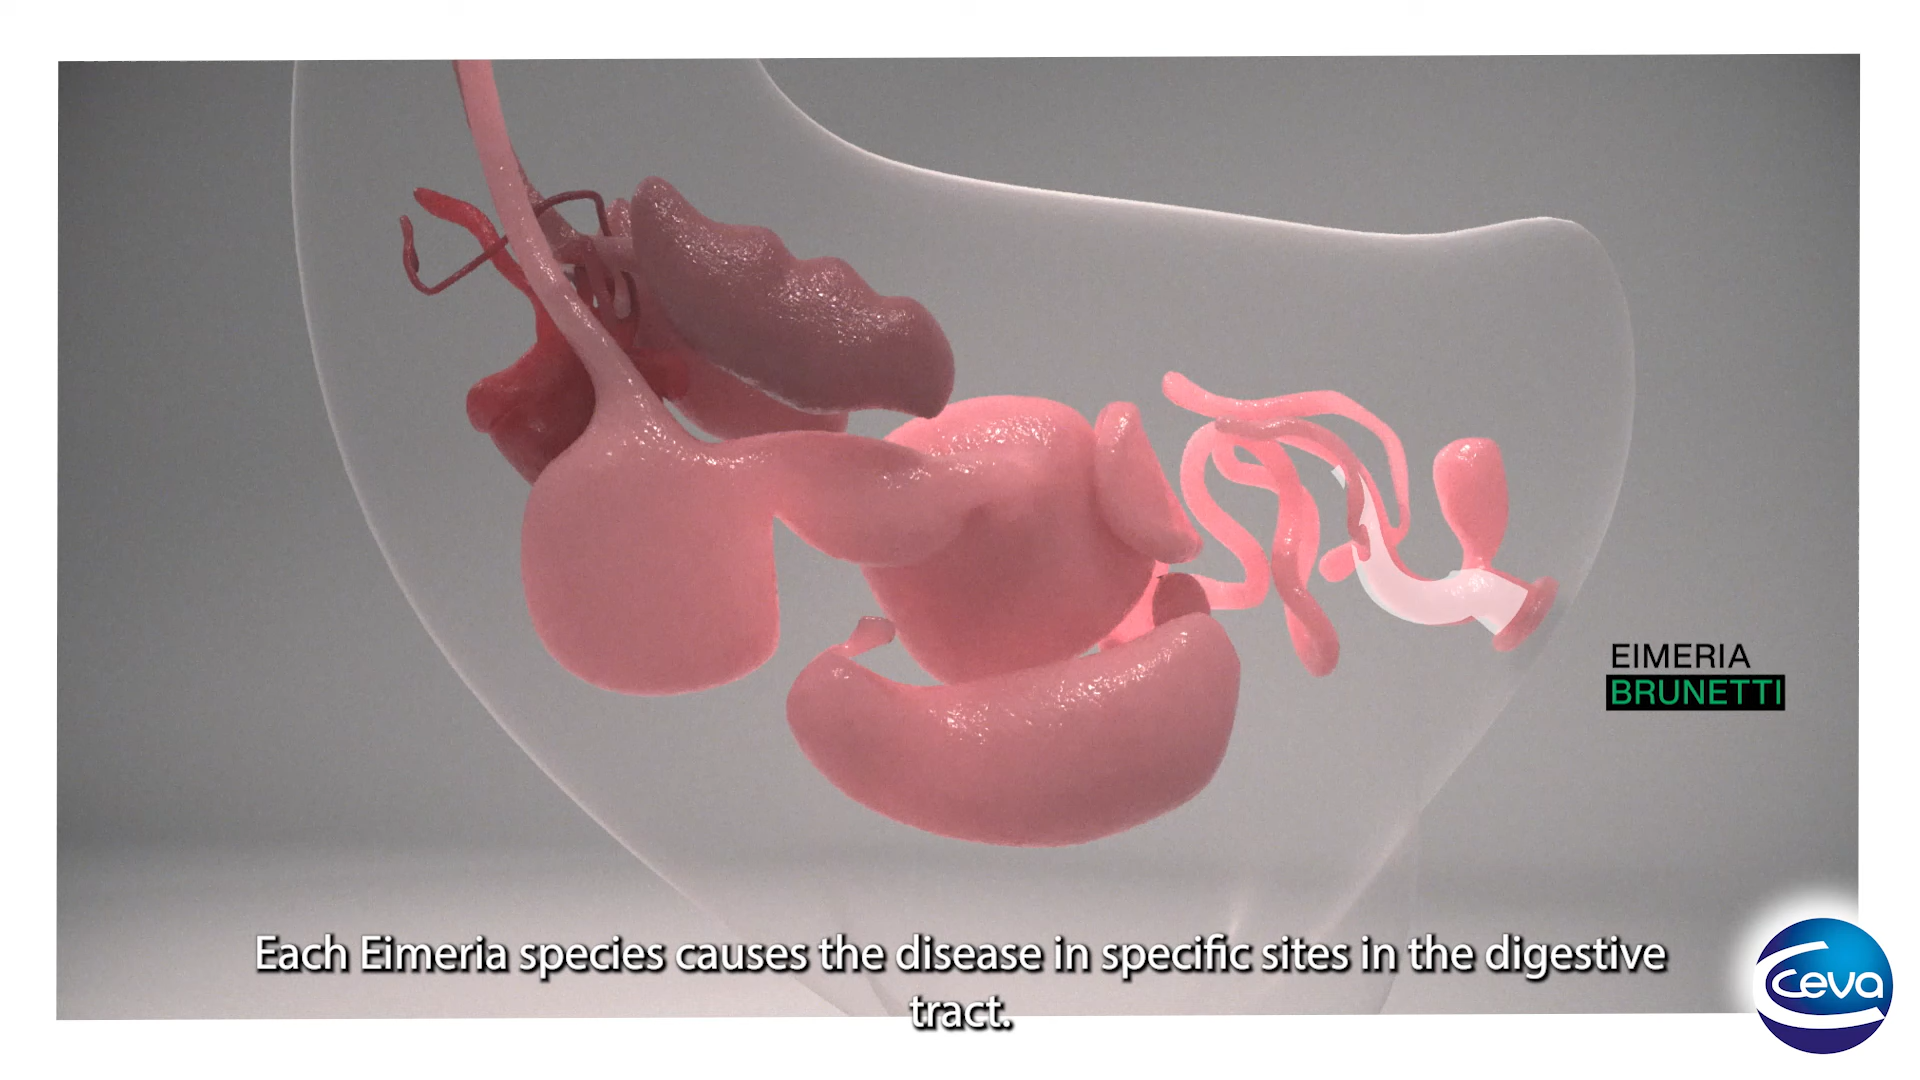 EIMERIA
BRUNETTI
Each Eimeria species causes the disease in specific sites in the digestive
tract.
ceva